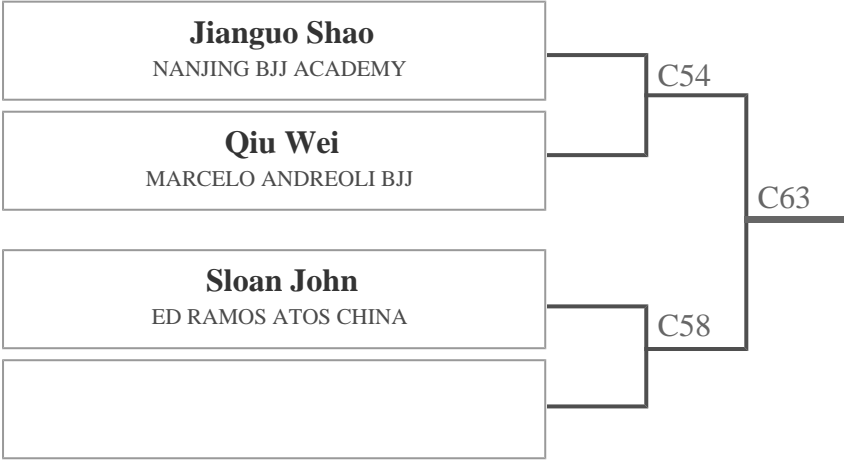 Jianguo Shao
NANJING BJJ ACADEMY
C54
Qiu Wei
MARCELO ANDREOLI BJJ
C63
Sloan John
ED RAMOS ATOS CHINA
C58